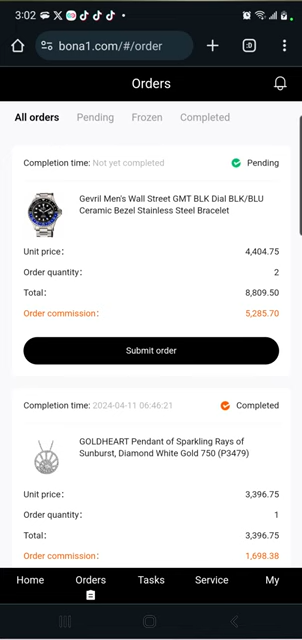 3:02
bona1.com/#/order
:D
Orders
All orders Pending Frozen Completed
Completion time: Not yet completed Pending
Gevril Men's Wall Street GMT BLK Dial BLK/BLU
Ceramic Bezel Stainless Steel Bracelet
Unit price: 4,404.75
Order quantity: 2
Total: 8,809.50
Order commission: 5,285.70
Submit order
Completion time: 2024-04-11 06:46:21 Completed
GOLDHEART Pendant of Sparkling Rays of
Sunburst, Diamond White Gold 750 (P3479)
Unit price: 3,396.75
Order quantity: 1
Total: 3,396.75
Order commission: 1,698.38
Home Orders Tasks Service My